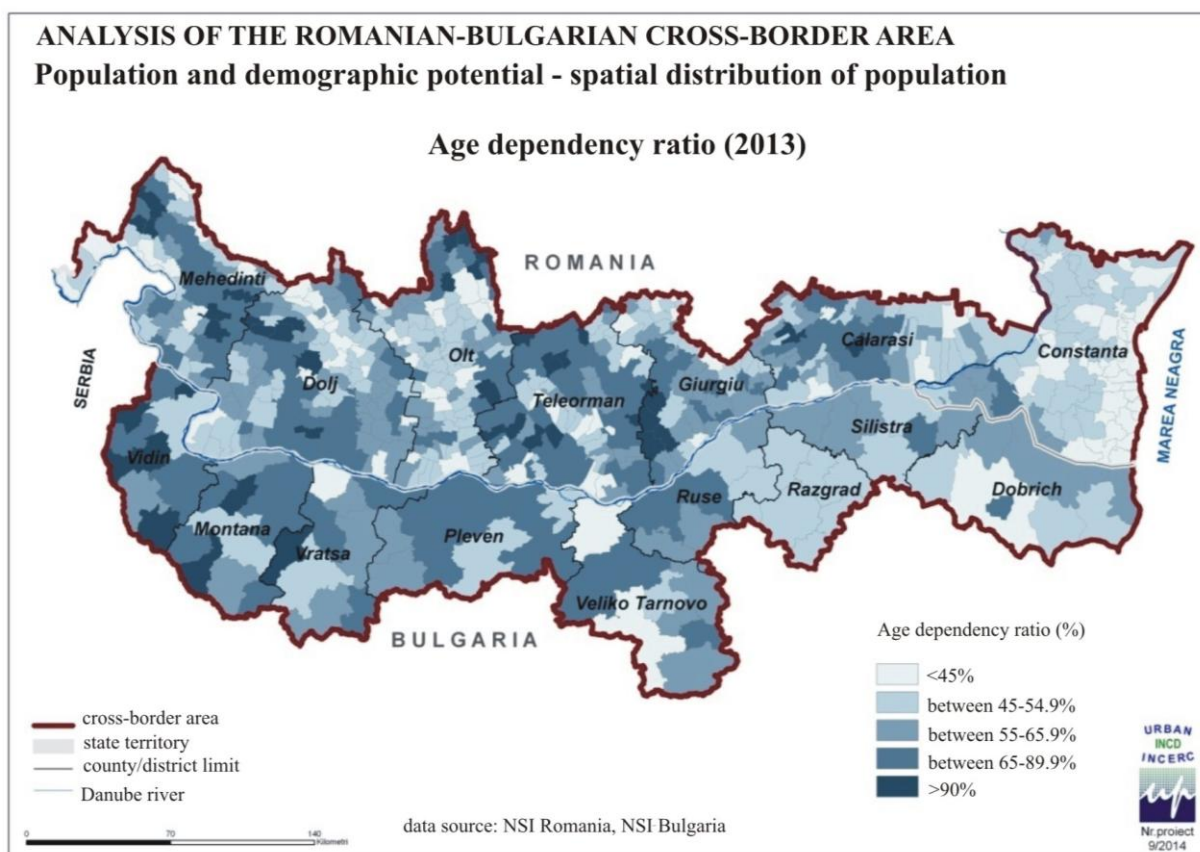 ANALYSIS OF THE ROMANIAN-BULGARIAN CROSS-BORDER AREA
Population and demographic potential - spatial distribution of population
Age dependency ratio (2013)
ROMANIA
Mehedinti
Olt
Calarasi
Constanta
SERBIA
Dolj
Teleorman
Giurgiu
MAREA NEAGRA
Silistra
Vidin
Razgrad
Dobrich
Ruse
Montana
Vratsa
Pleven
Veliko Tarnovo
BULGARIA
Age dependency ratio (%)
<45%
between 45-54.9%
between 55-65.9%
between 65-89.9%
>90%
cross-border area
state territory
county/district limit
Danube river
0 70 140
Kilometri
data source: NSI Romania, NSI Bulgaria
URBAN
INCD
INCERC
up
Nr.proiect
9/2014